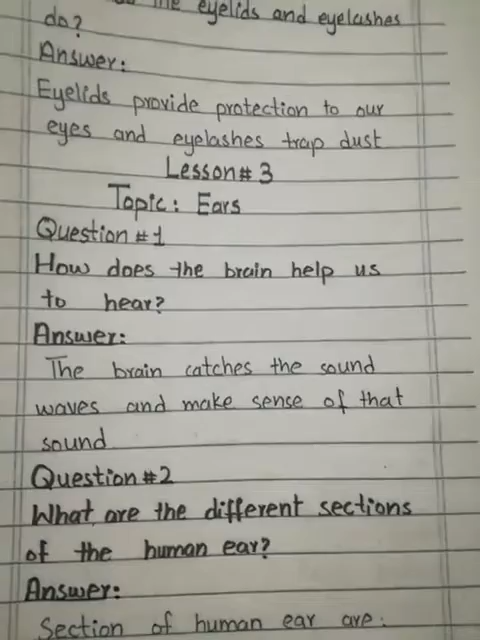 the eyelids and eyelashes
do?
Answer:
Eyelids provide protection to our
eyes and eyelashes trap dust
Lesson# 3
Topic: Ears
Question #1
How does the brain help us
to hear?
Answer:
The brain catches the sound
waves and make sense of that
sound
Question #2
What are the different sections
of the human ear?
Answer:
Section of human ear are: